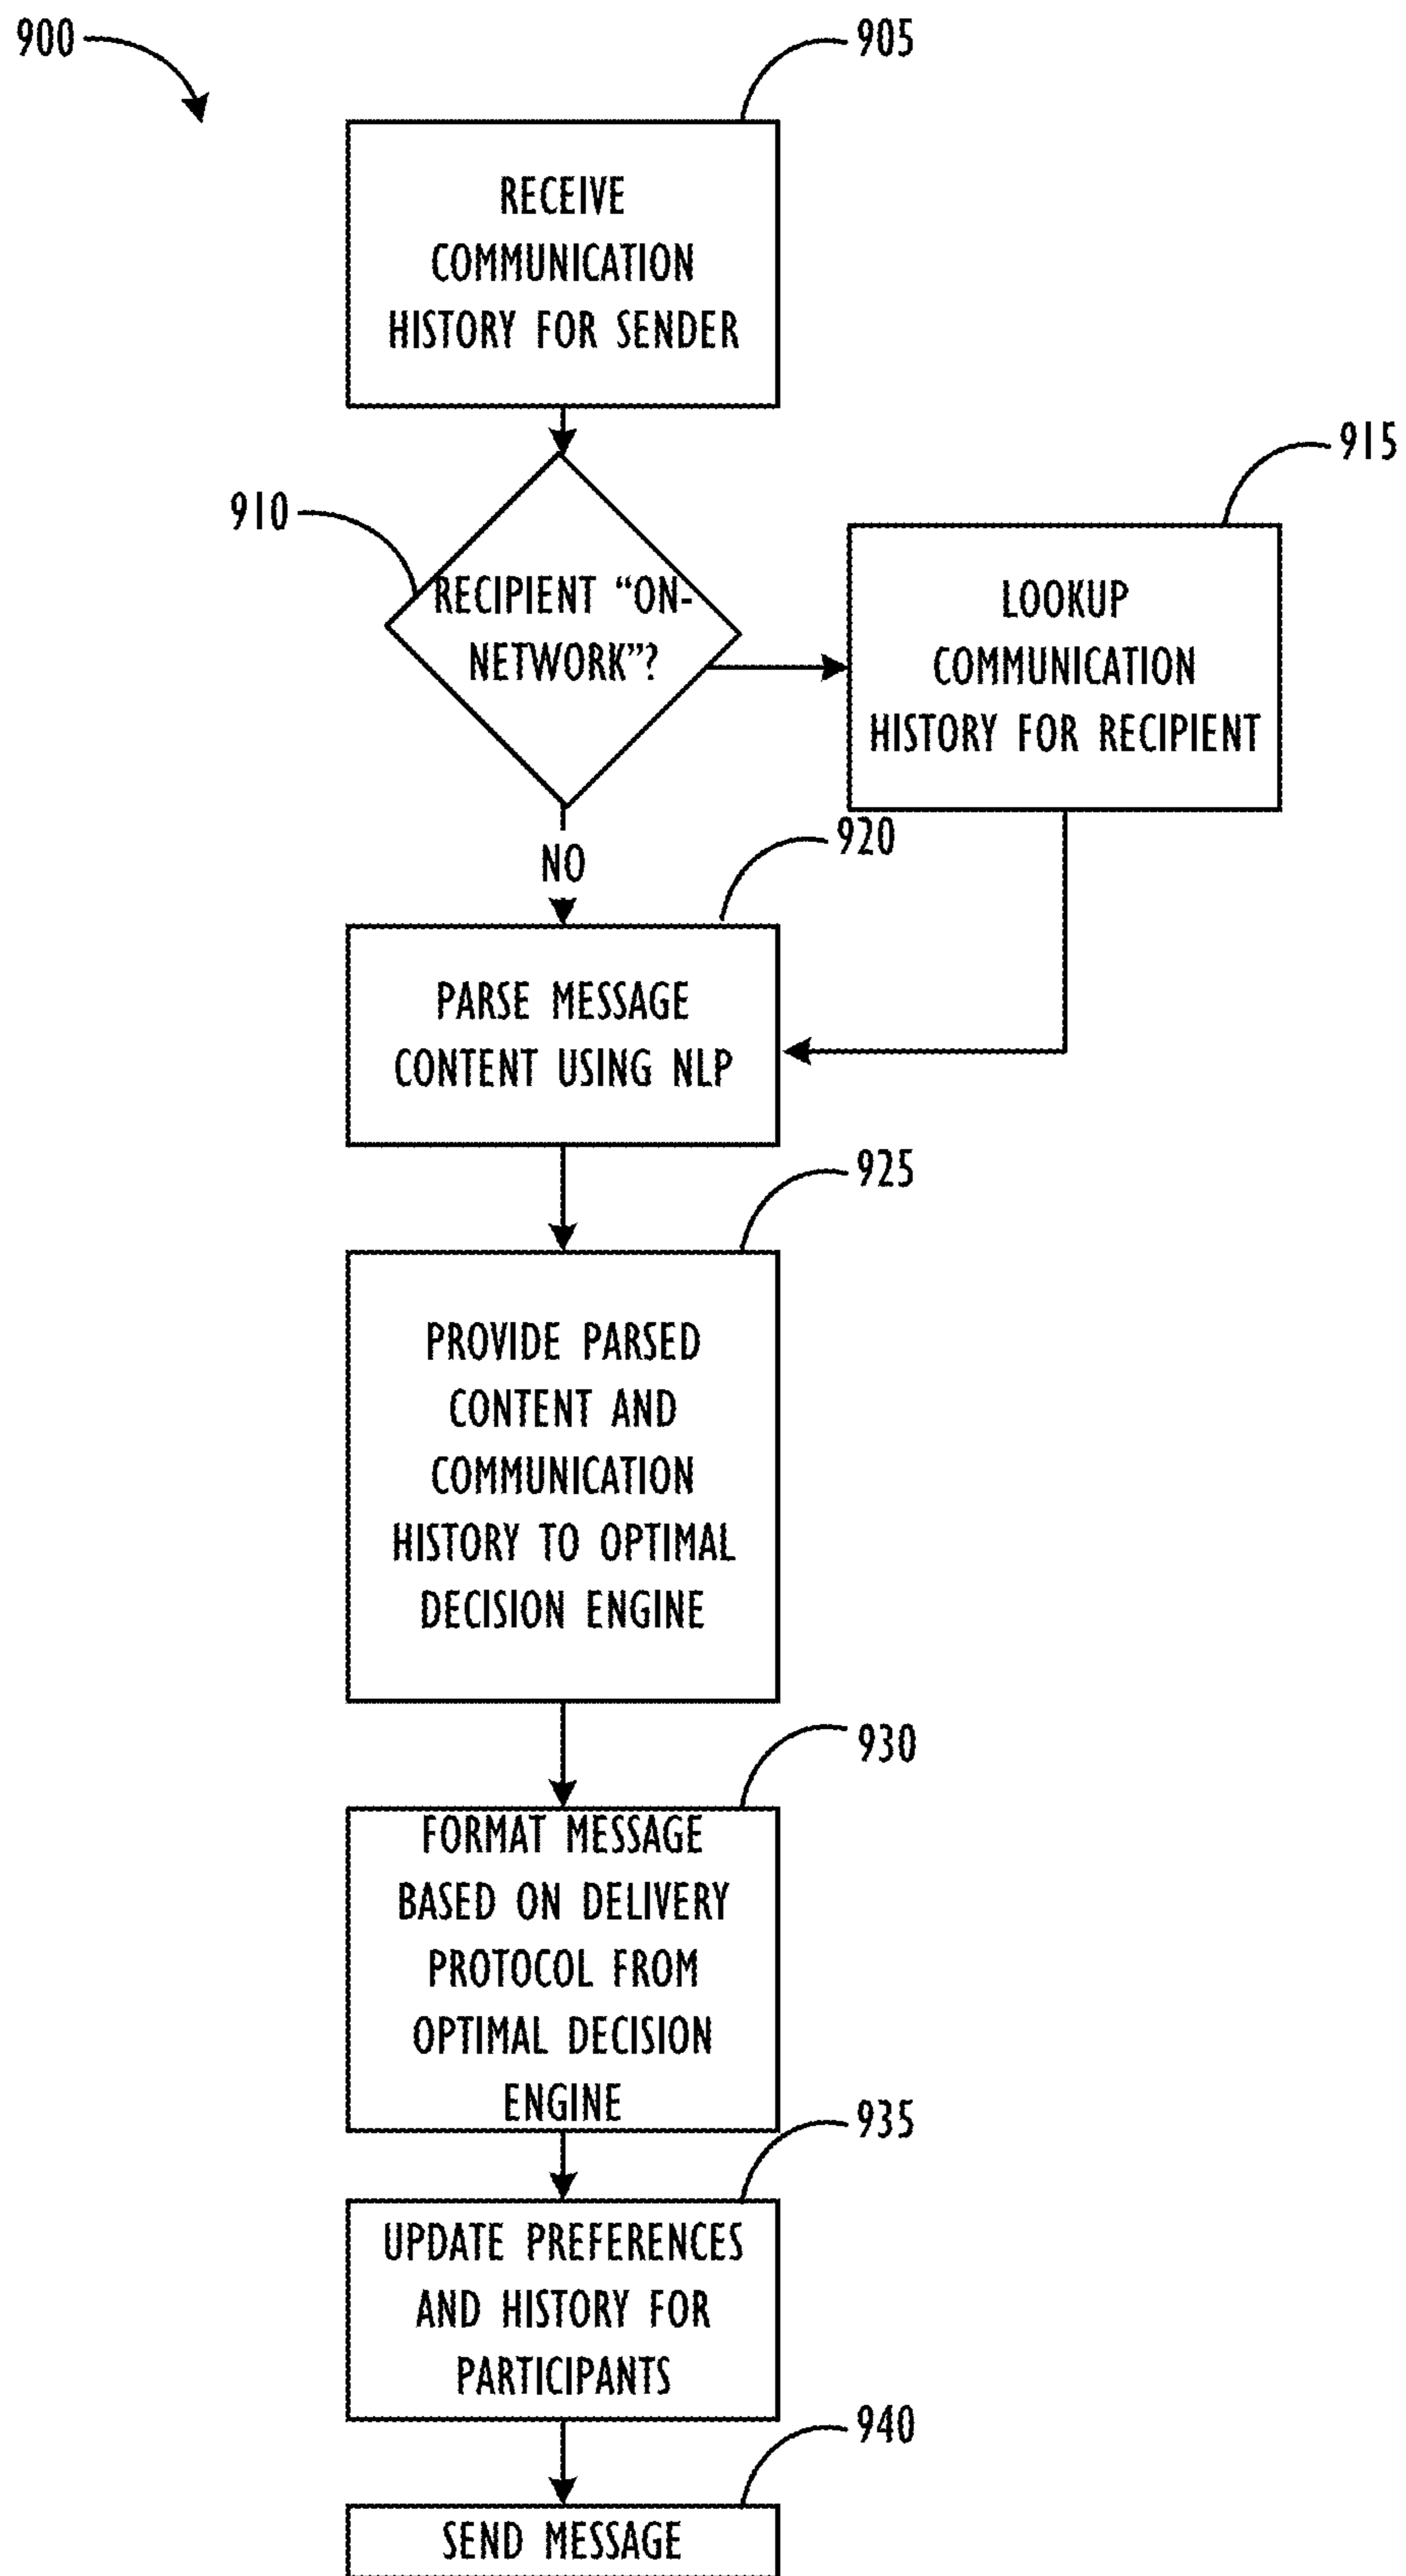 900
905
RECEIVE
COMMUNICATION
HISTORY FOR SENDER
910
RECIPIENT “ON-
NETWORK”?
915
LOOKUP
COMMUNICATION
HISTORY FOR RECIPIENT
NO
920
PARSE MESSAGE
CONTENT USING NLP
925
PROVIDE PARSED
CONTENT AND
COMMUNICATION
HISTORY TO OPTIMAL
DECISION ENGINE
930
FORMAT MESSAGE
BASED ON DELIVERY
PROTOCOL FROM
OPTIMAL DECISION
ENGINE
935
UPDATE PREFERENCES
AND HISTORY FOR
PARTICIPANTS
940
SEND MESSAGE